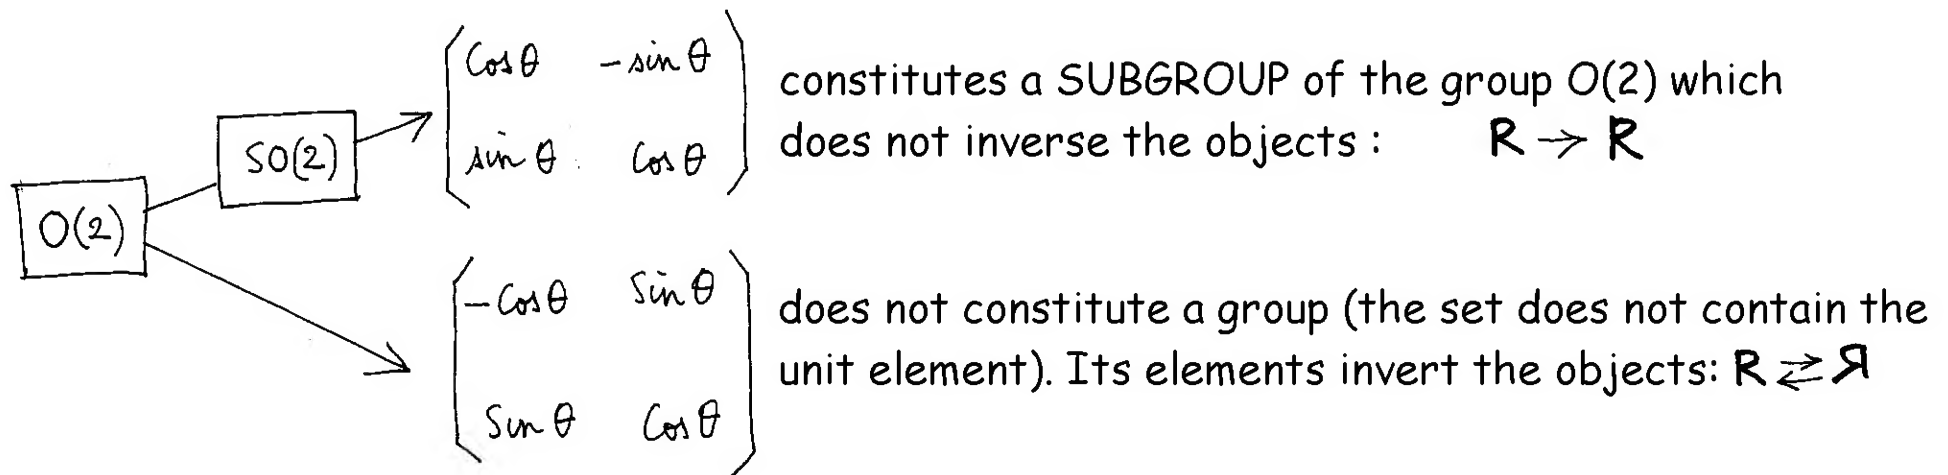 cos θ   - sin θ
constitutes a SUBGROUP of the group O(2) which
SO(2)
sin θ   cos θ
does not inverse the objects :   R → R
O(2)
- cos θ   sin θ
does not constitute a group (the set does not contain the
unit element). Its elements invert the objects: R ⇄ Я
sin θ   cos θ